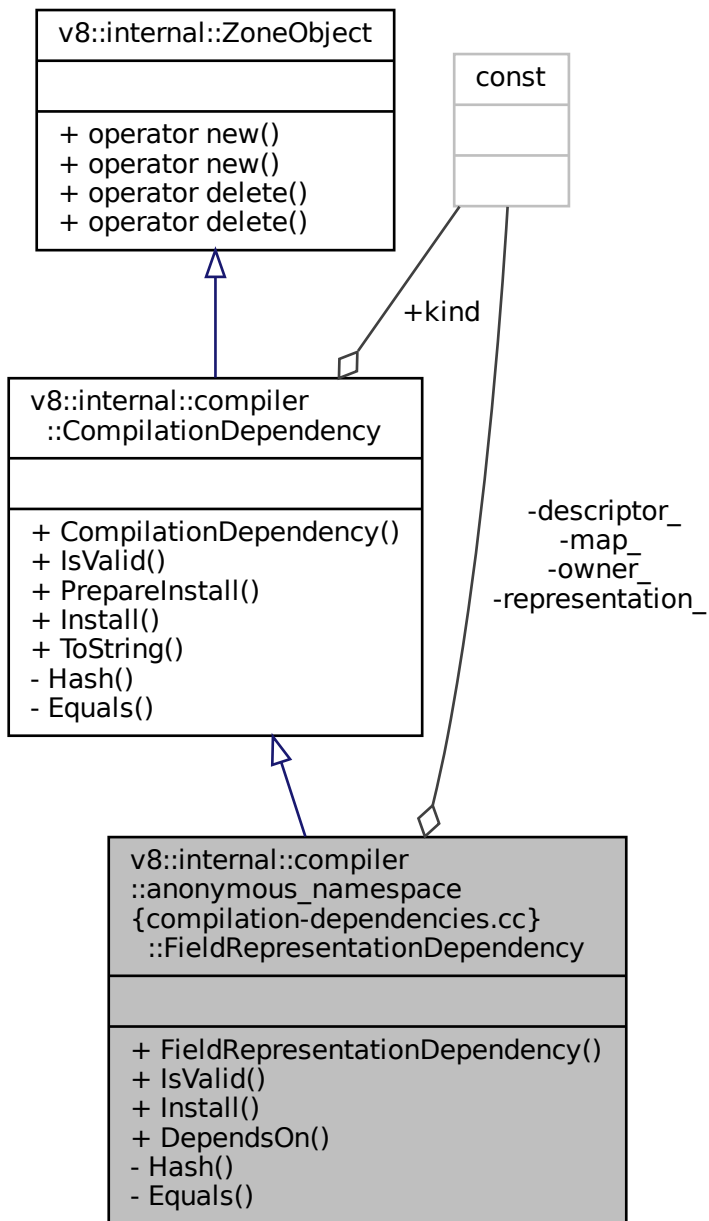 v8::internal::ZoneObject
+ operator new()
+ operator new()
+ operator delete()
+ operator delete()
const
+kind
v8::internal::compiler
::CompilationDependency
+ CompilationDependency()
+ IsValid()
+ PrepareInstall()
+ Install()
+ ToString()
- Hash()
- Equals()
-descriptor_
-map_
-owner_
-representation_
v8::internal::compiler
::anonymous_namespace
{compilation-dependencies.cc}
::FieldRepresentationDependency
+ FieldRepresentationDependency()
+ IsValid()
+ Install()
+ DependsOn()
- Hash()
- Equals()